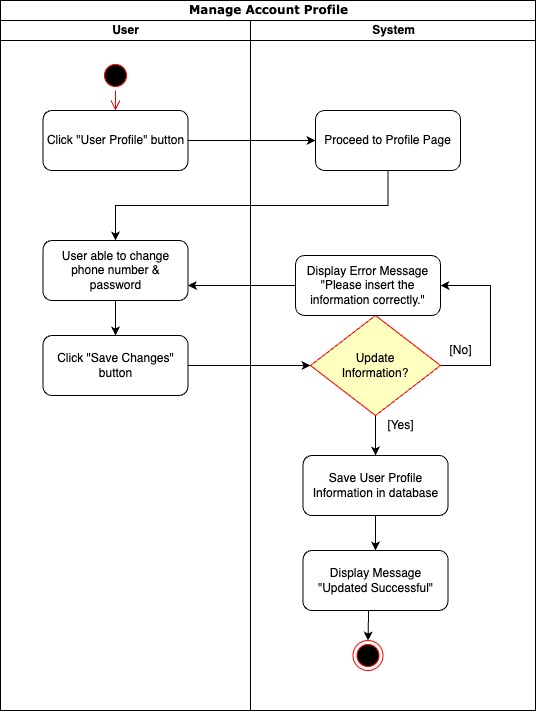 Manage Account Profile
User
System
Click "User Profile" button
Proceed to Profile Page
User able to change
phone number &
password
Display Error Message
"Please insert the
information correctly."
Click "Save Changes"
button
Update
Information?
[No]
[Yes]
Save User Profile
Information in database
Display Message
"Updated Successful"